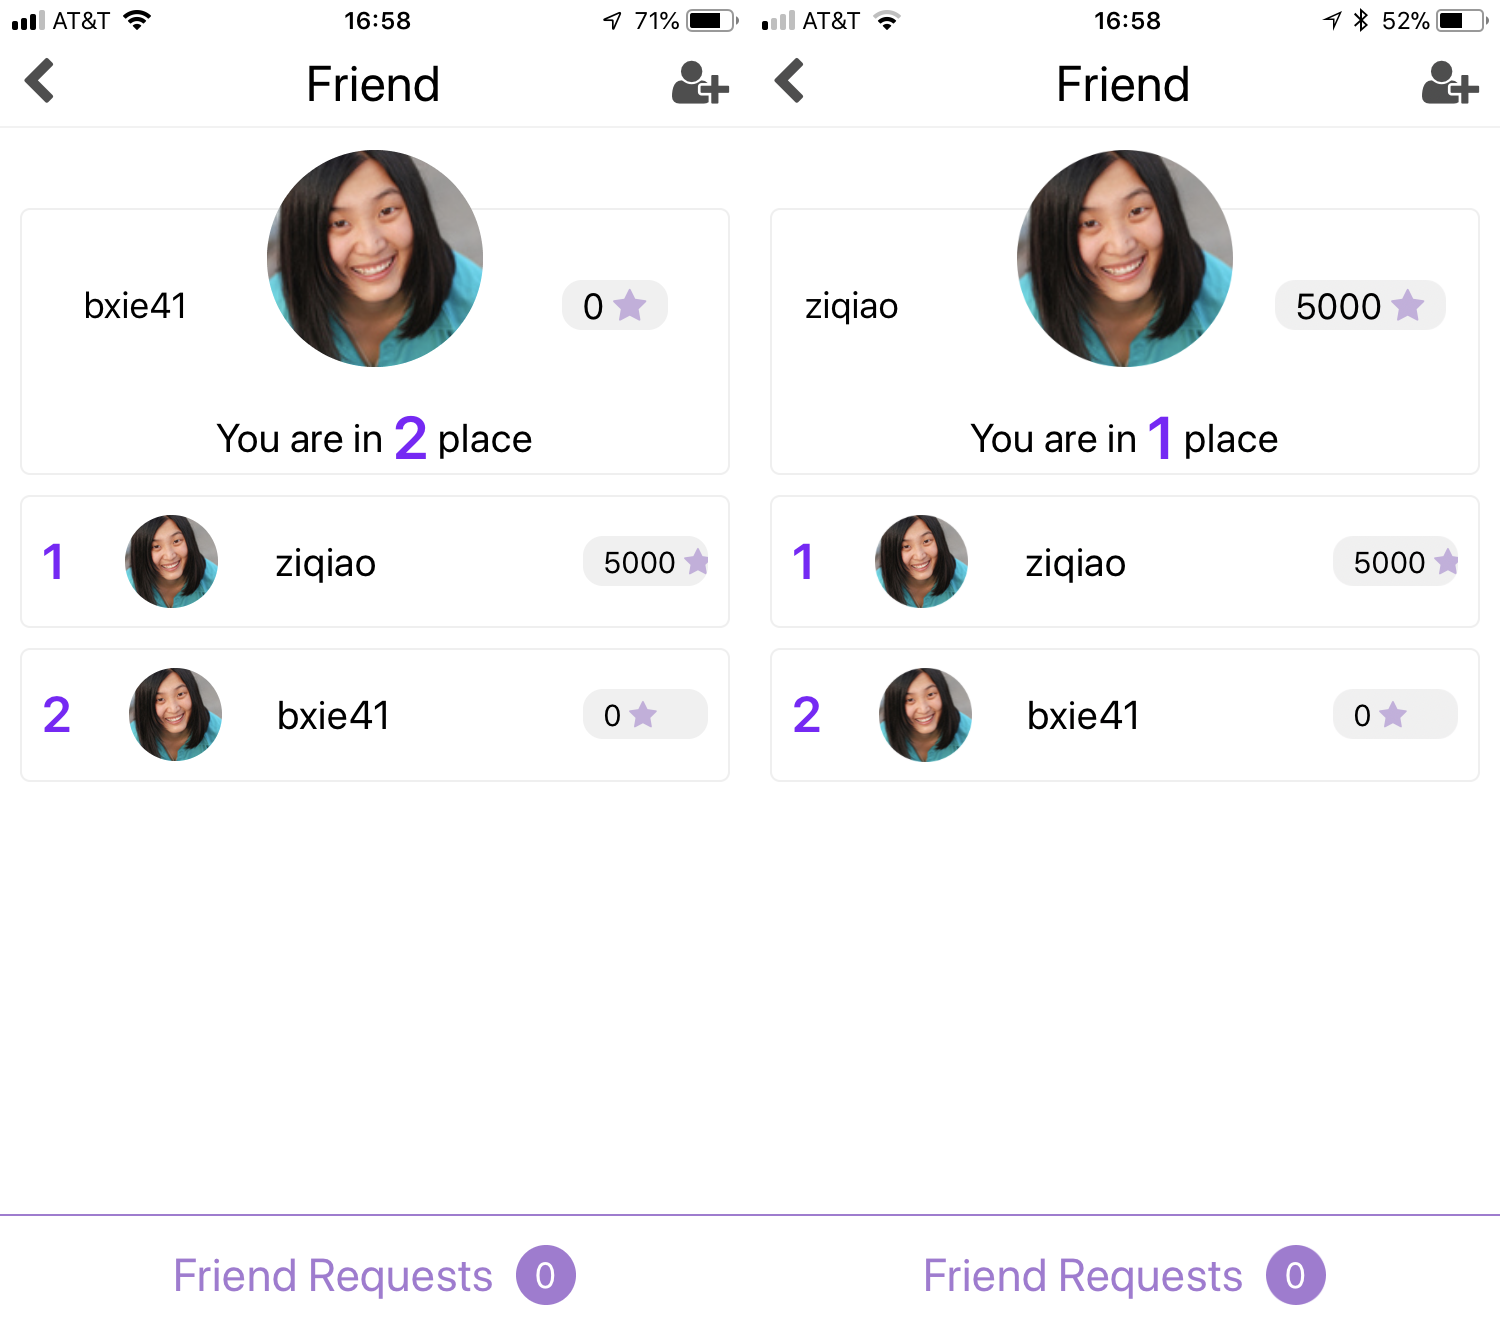 AT&T 16:58 71%
Friend
bxie41 0
You are in 2 place
1 ziqiao 5000
2 bxie41 0
Friend Requests 0
AT&T 16:58 52%
Friend
ziqiao 5000
You are in 1 place
1 ziqiao 5000
2 bxie41 0
Friend Requests 0